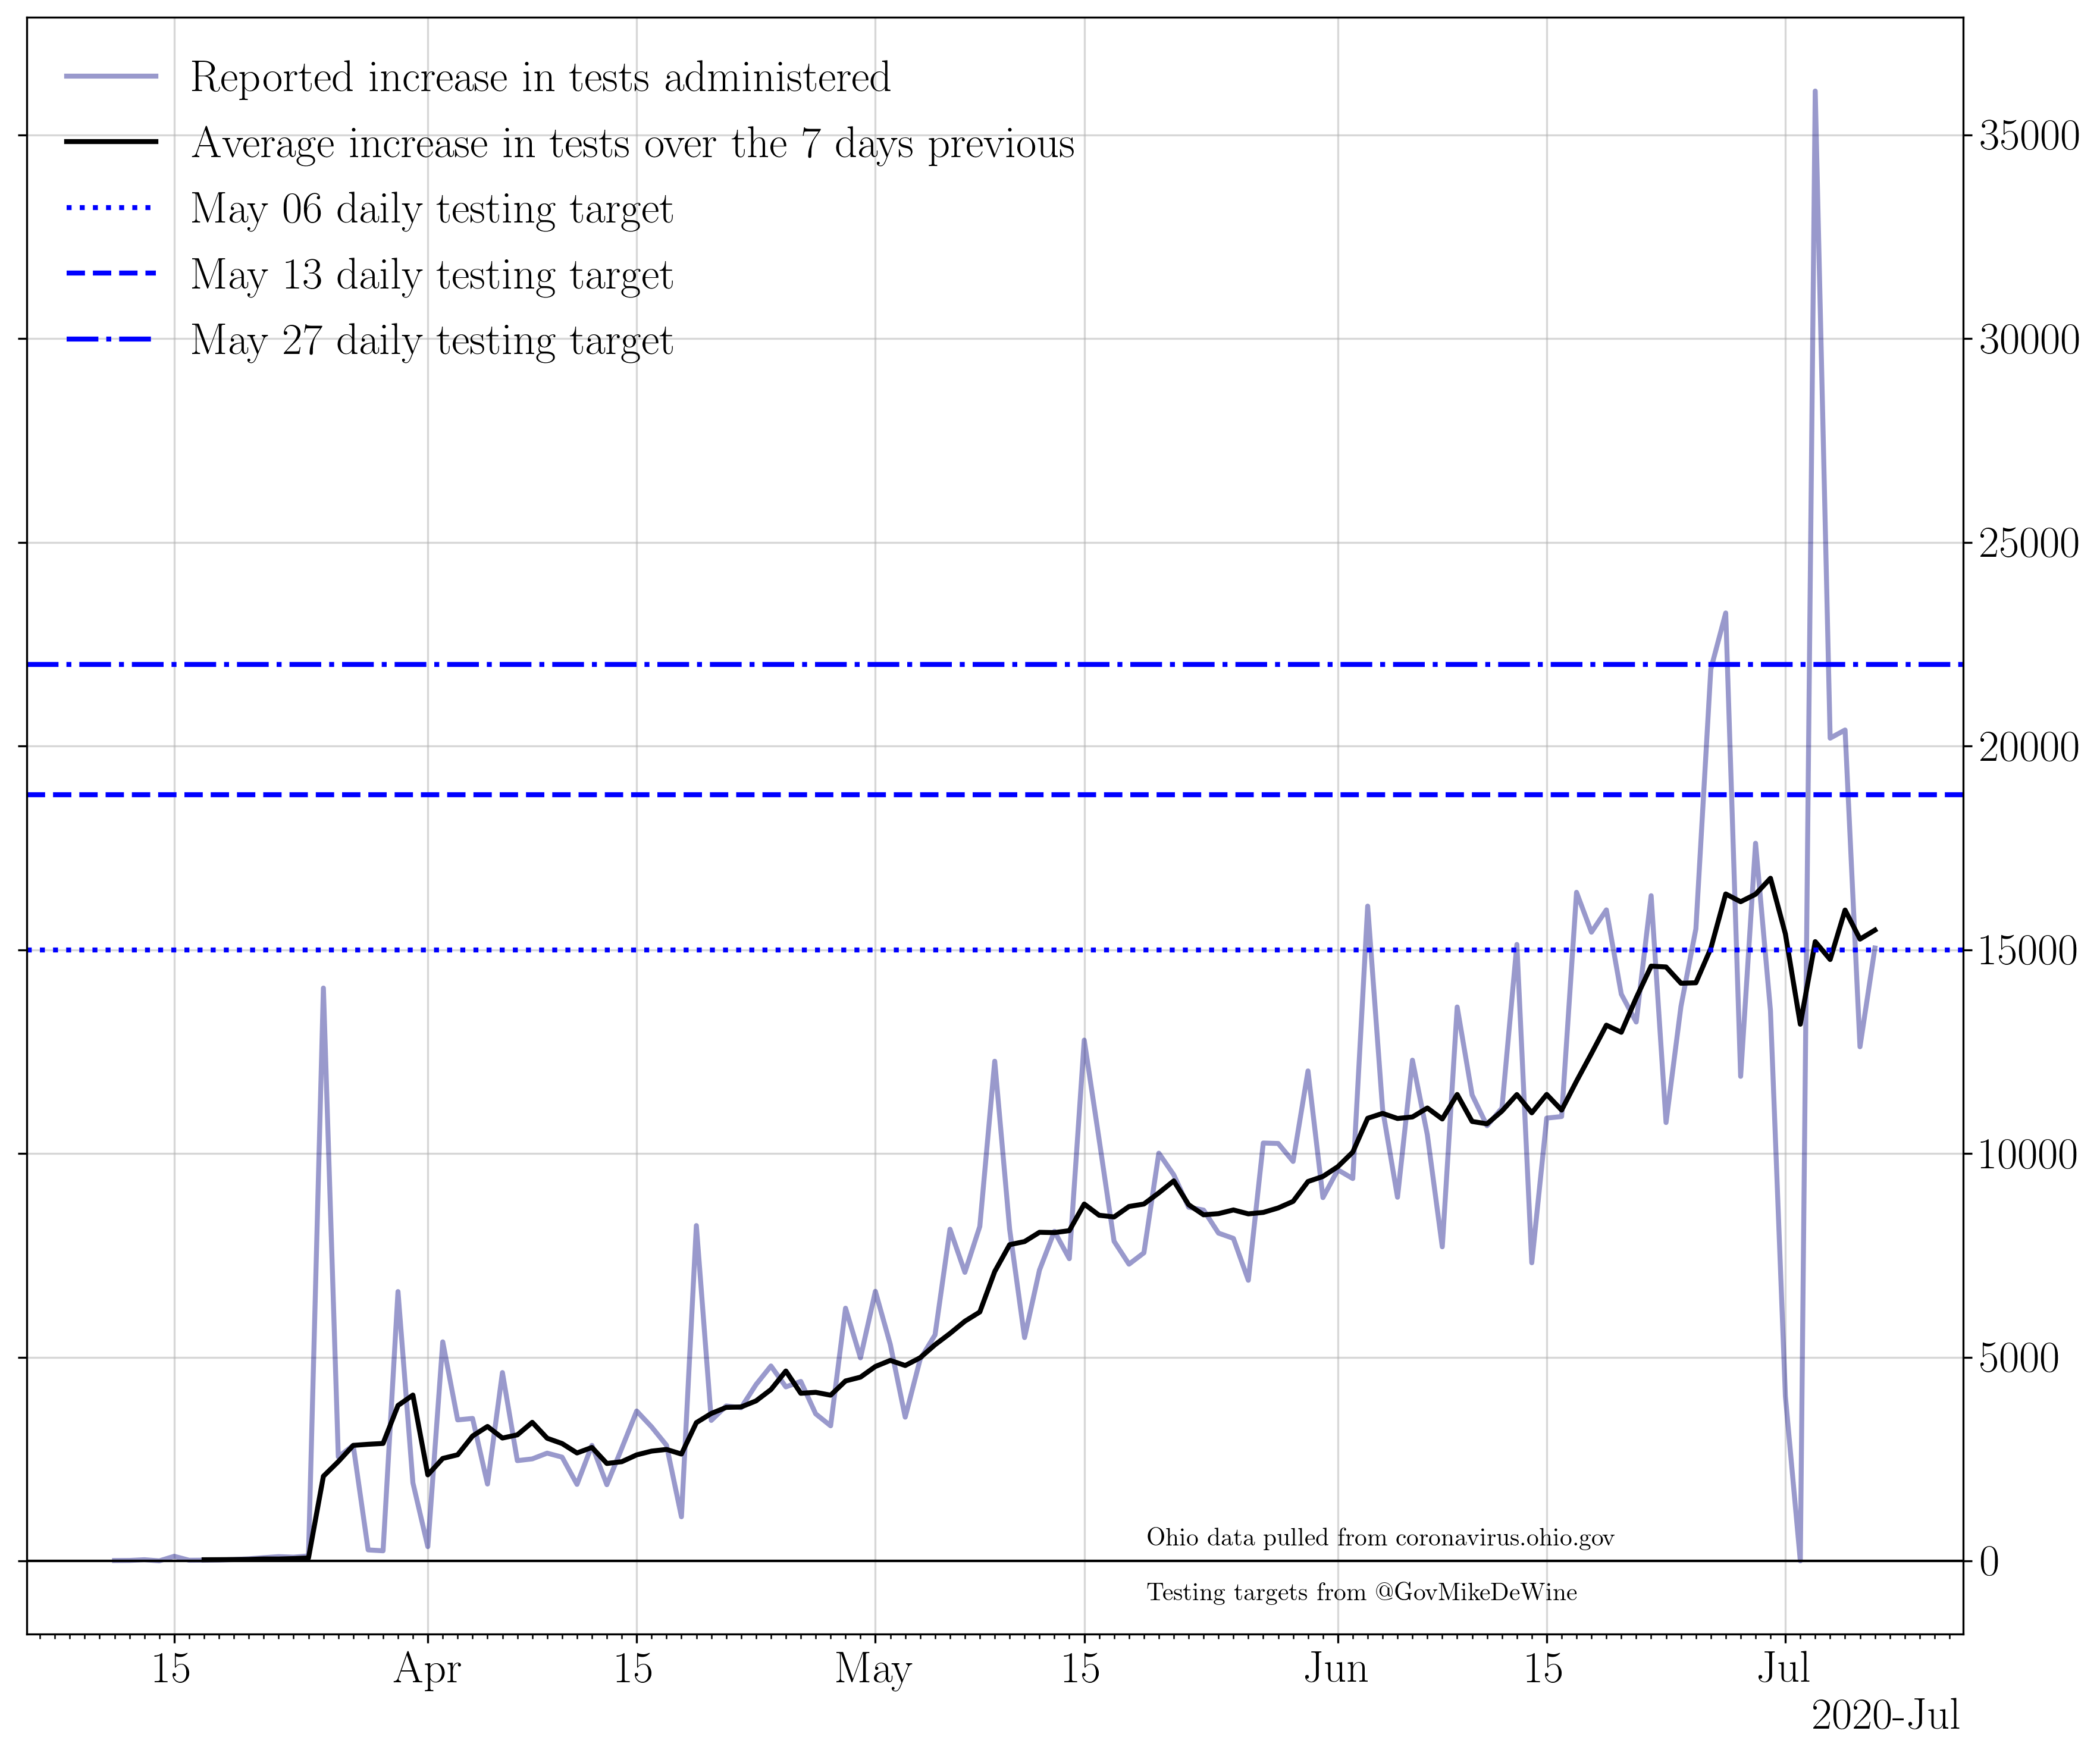 Reported increase in tests administered
Average increase in tests over the 7 days previous
May 06 daily testing target
May 13 daily testing target
May 27 daily testing target
35000
30000
25000
20000
15000
10000
5000
0
Ohio data pulled from coronavirus.ohio.gov
Testing targets from @GovMikeDeWine
15 Apr 15 May 15 Jun 15 Jul
2020-Jul